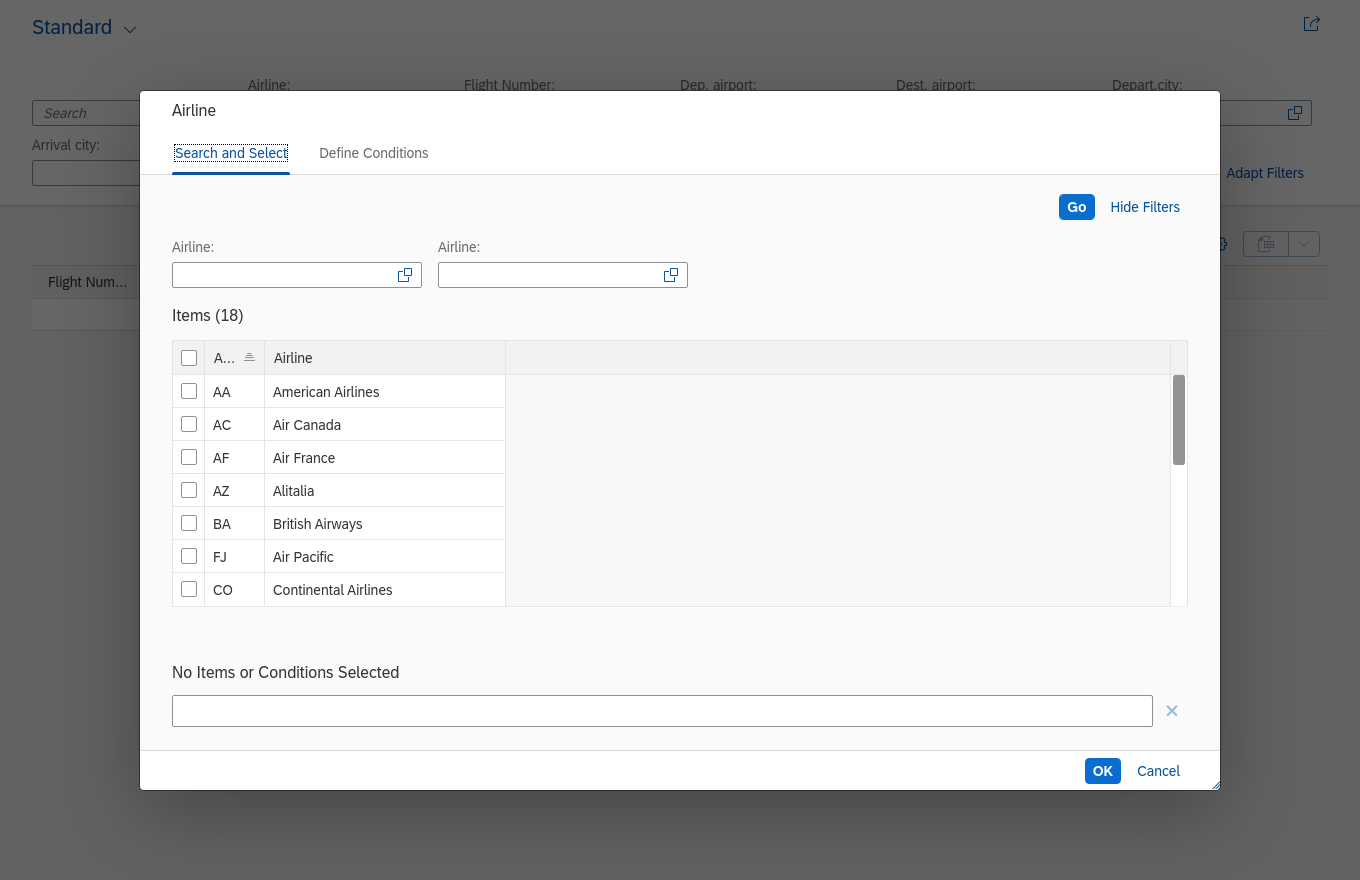 Standard
Airline:
Flight Number:
Dep. airport:
Dest. airport:
Depart.city:
Search
Arrival city:
Adapt Filters
Flight Num...
Airline
Search and Select
Define Conditions
Go
Hide Filters
Airline:
Airline:
Items (18)
A...
Airline
AA
American Airlines
AC
Air Canada
AF
Air France
AZ
Alitalia
BA
British Airways
FJ
Air Pacific
CO
Continental Airlines
No Items or Conditions Selected
OK
Cancel